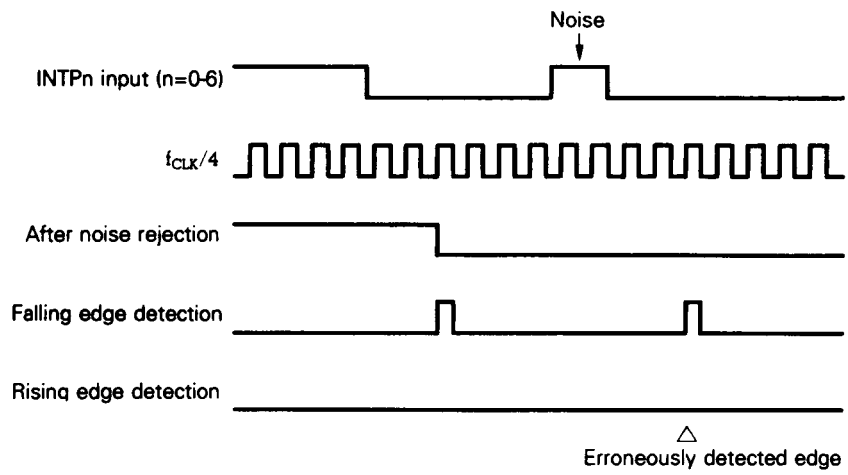 Noise
INTPn input (n=0-6)
fCLK/4
After noise rejection
Falling edge detection
Rising edge detection
Erroneously detected edge